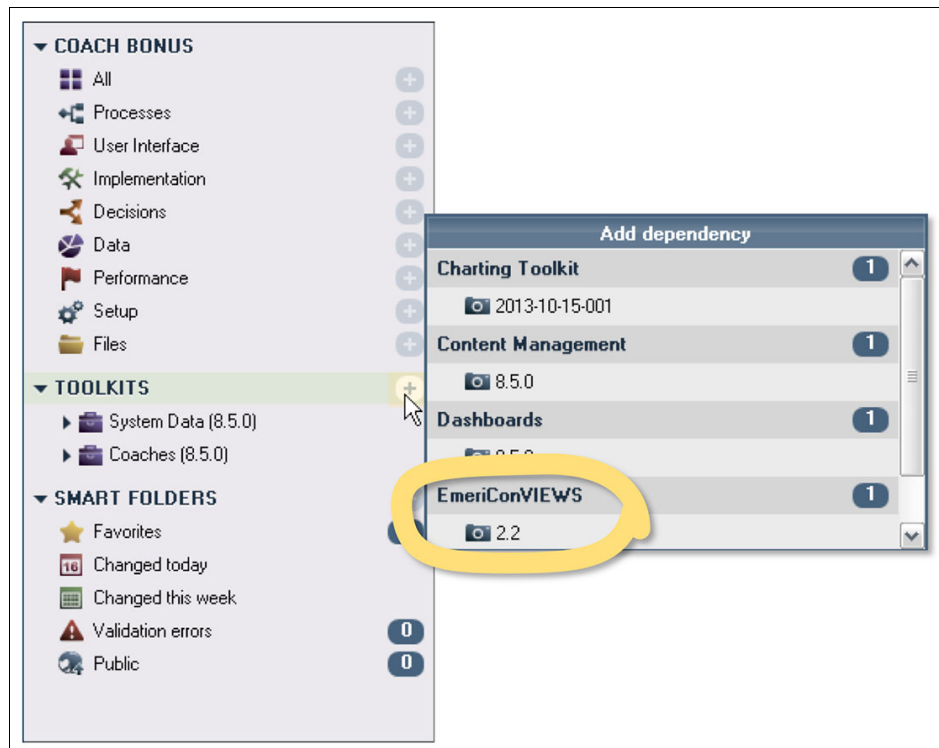 COACH BONUS
All
Processes
User Interface
Implementation
Decisions
Data
Performance
Setup
Files
TOOLKITS
System Data (8.5.0)
Coaches (8.5.0)
SMART FOLDERS
Favorites
16 Changed today
Changed this week
Validation errors 0
Public 0
Add dependency
Charting Toolkit 1
2013-10-15-001
Content Management 1
8.5.0
Dashboards 1
EmeriConVIEWS 1
2.2